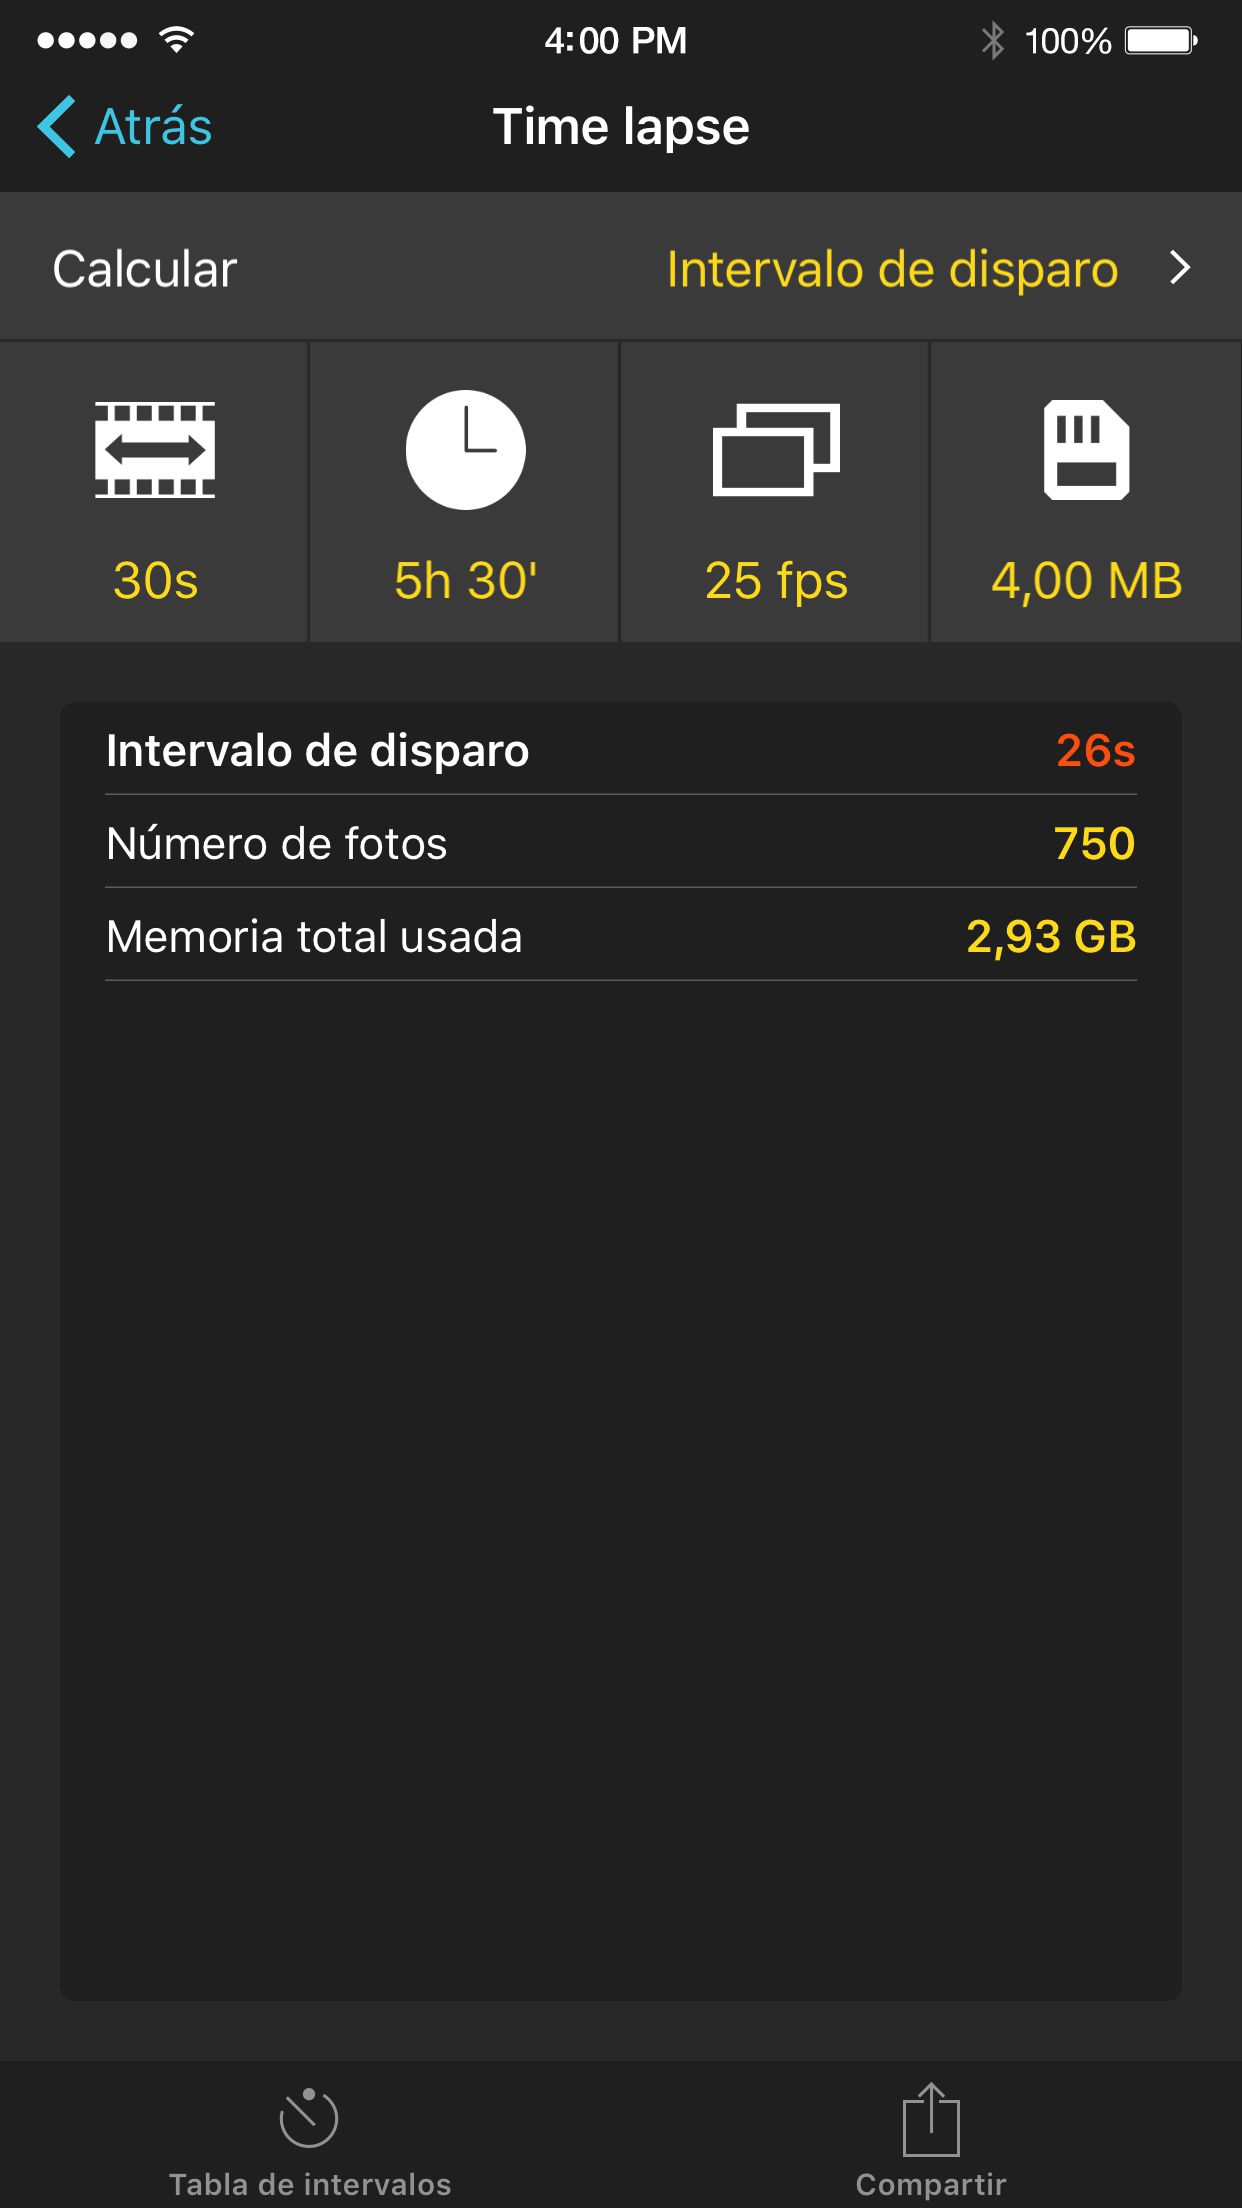 4:00 PM
100%
Atrás
Time lapse
Calcular
Intervalo de disparo
30s
5h 30'
25 fps
4,00 MB
Intervalo de disparo 26s
Número de fotos 750
Memoria total usada 2,93 GB
Tabla de intervalos
Compartir